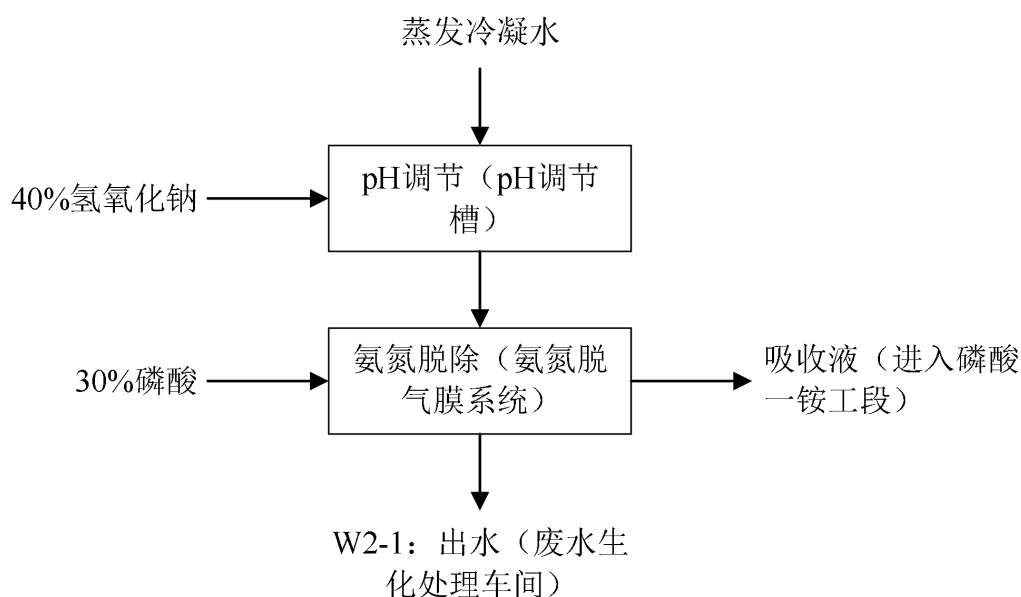 蒸发冷凝水
40%氢氧化钠
pH调节（pH调节
槽）
30%磷酸
氨氮脱除（氨氮脱
气膜系统）
吸收液（进入磷酸
一铵工段）
W2-1：出水（废水生
化处理车间）